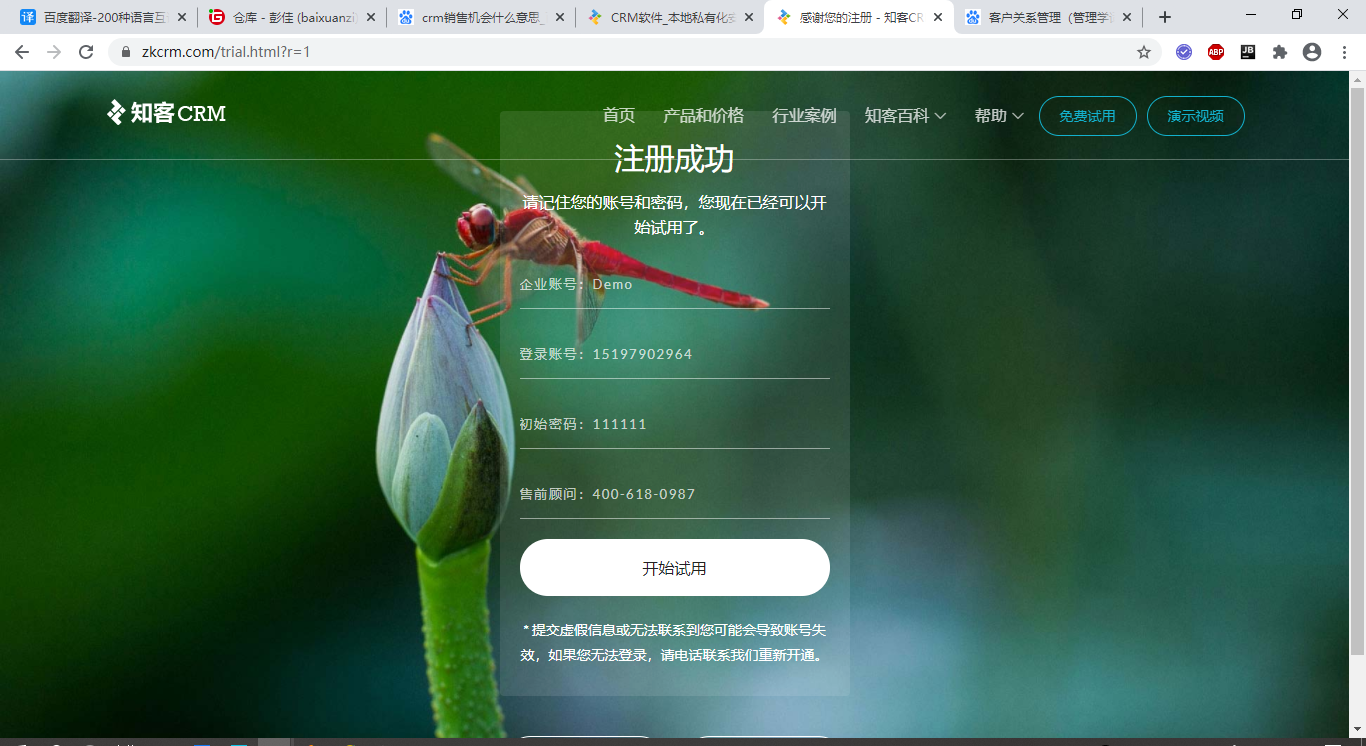 百度翻译-200种语言互
仓库 - 彭佳 (baixuanzi
crm销售机会什么意思_
CRM软件_本地私有化
感谢您的注册 - 知客CR
客户关系管理（管理学
zkcrm.com/trial.html?r=1
知客CRM
首页
产品和价格
行业案例
知客百科
帮助
免费试用
演示视频
注册成功
请记住您的账号和密码，您现在已经可以开
始试用了。
企业账号：Demo
登录账号：15197902964
初始密码：111111
售前顾问：400-618-0987
开始试用
* 提交虚假信息或无法联系到您可能会导致账号失
效，如果您无法登录，请电话联系我们重新开通。